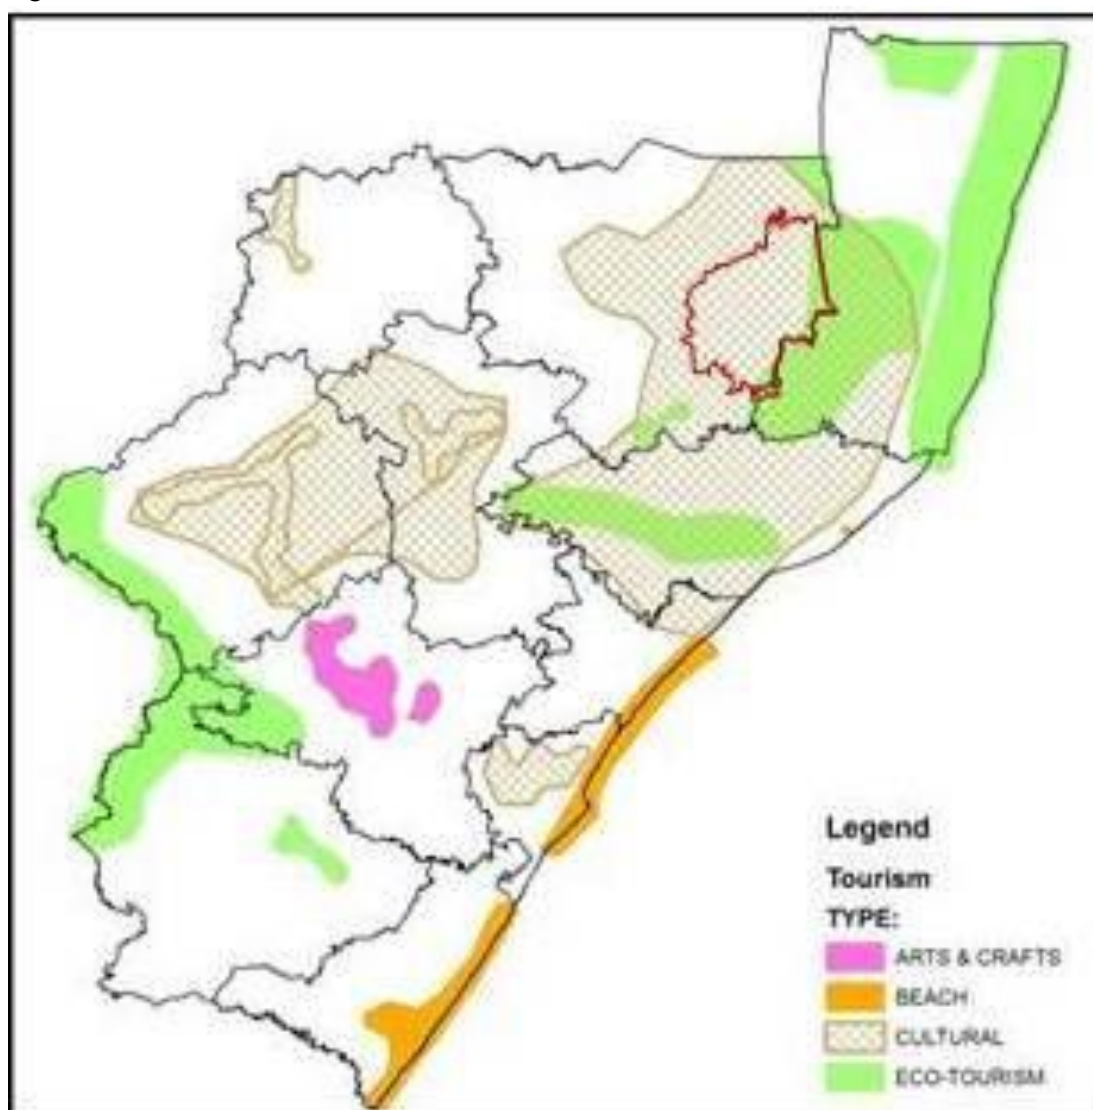 Legend
Tourism
TYPE:
ARTS & CRAFTS
BEACH
CULTURAL
ECO-TOURISM